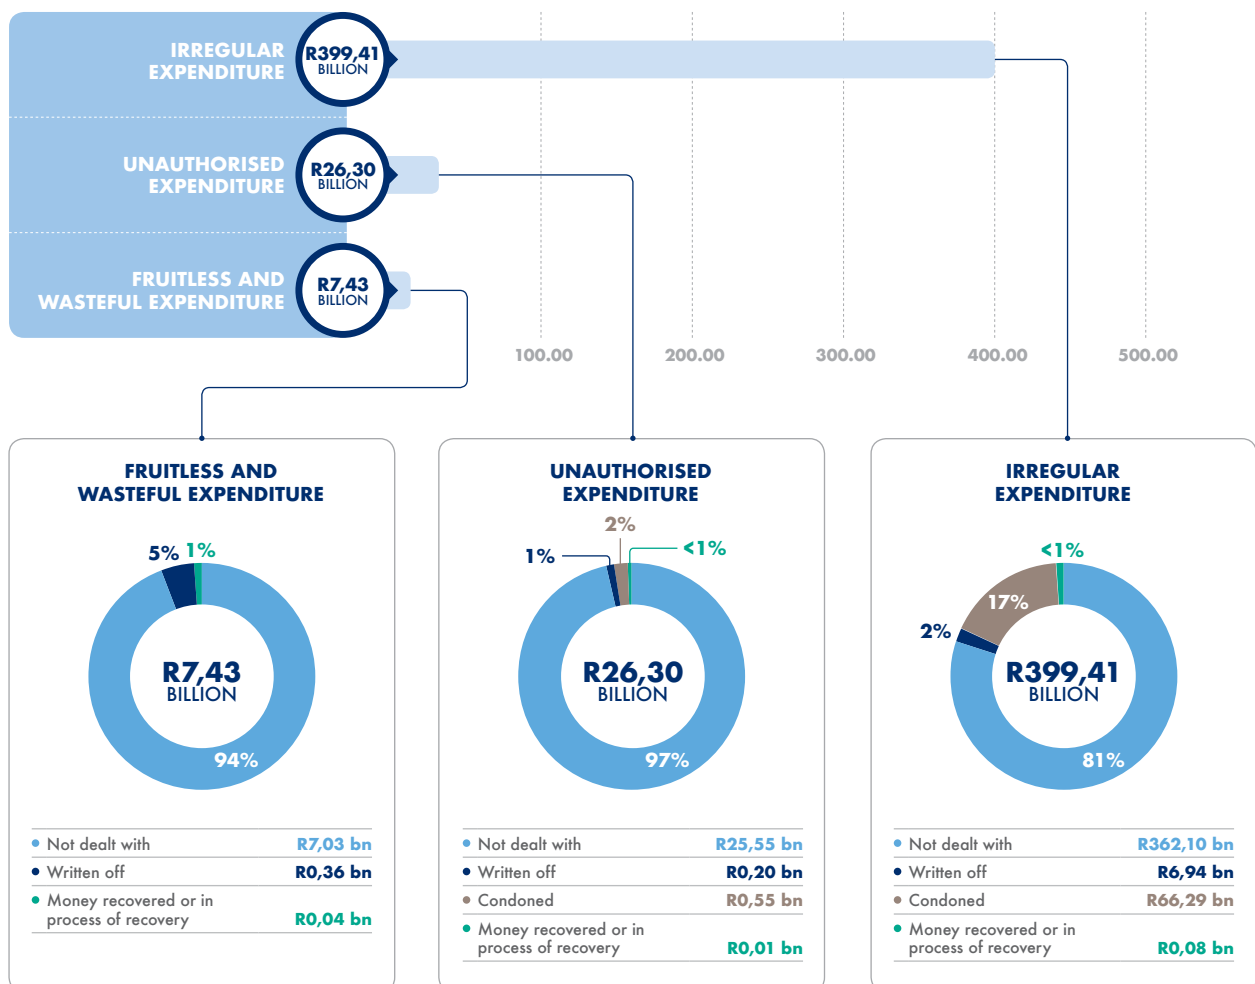 IRREGULAR
EXPENDITURE
R399,41
BILLION
UNAUTHORISED
EXPENDITURE
R26,30
BILLION
FRUITLESS AND
WASTEFUL EXPENDITURE
R7,43
BILLION
100.00 200.00 300.00 400.00 500.00
FRUITLESS AND
WASTEFUL EXPENDITURE
5% 1%
R7,43
BILLION
94%
Not dealt with R7,03 bn
Written off R0,36 bn
Money recovered or in
process of recovery R0,04 bn
UNAUTHORISED
EXPENDITURE
2%
1% <1%
R26,30
BILLION
97%
Not dealt with R25,55 bn
Written off R0,20 bn
Condoned R0,55 bn
Money recovered or in
process of recovery R0,01 bn
IRREGULAR
EXPENDITURE
<1%
17%
2%
R399,41
BILLION
81%
Not dealt with R362,10 bn
Written off R6,94 bn
Condoned R66,29 bn
Money recovered or in
process of recovery R0,08 bn